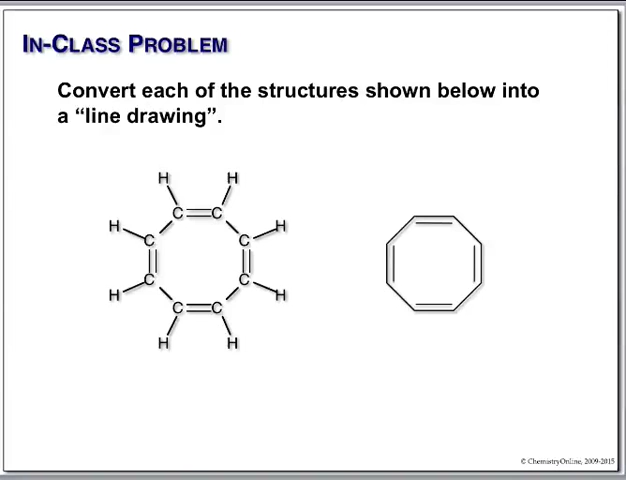 IN-CLASS PROBLEM
Convert each of the structures shown below into
a “line drawing”.
H H
C C
H C C H
H C C H
C C
H H
© ChemistryOnline, 2009-2015